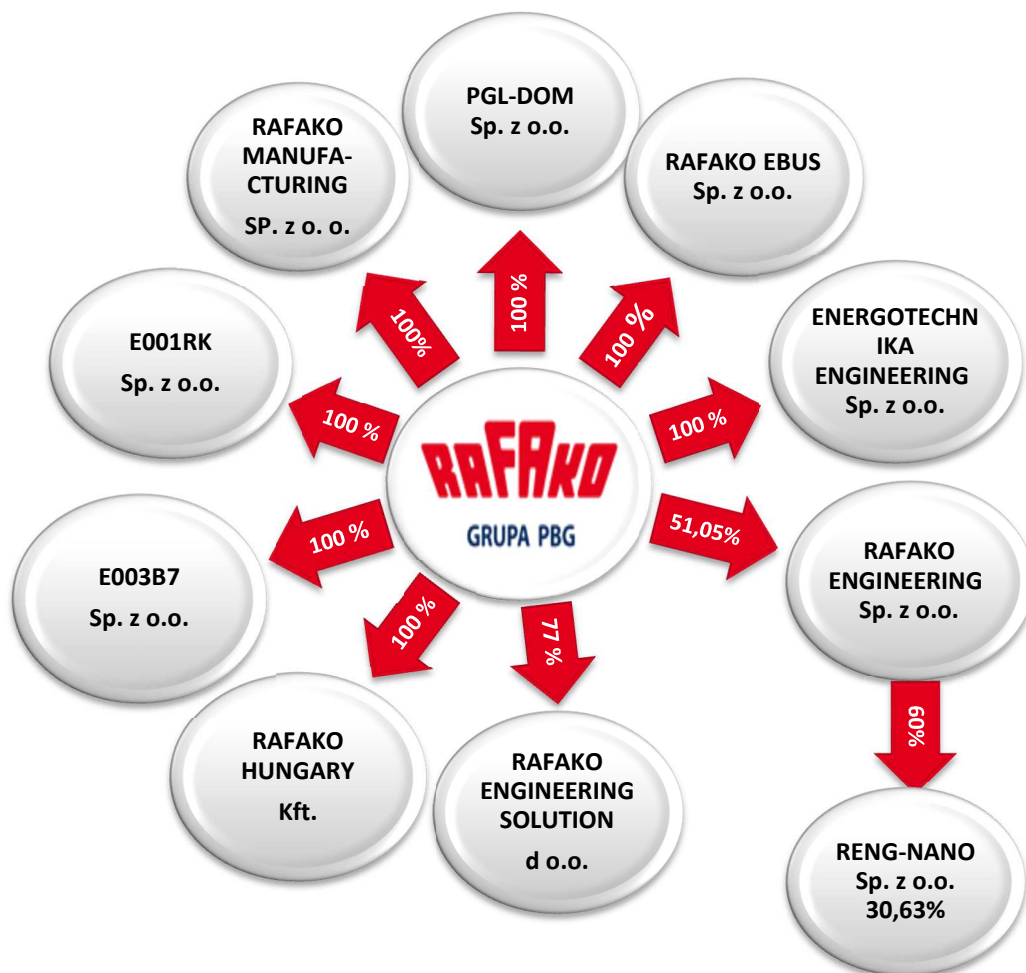 PGL-DOM
Sp. z o.o.
RAFAKO
MANUFA-
CTURING
SP. z o. o.
RAFAKO EBUS
Sp. z o.o.
100%
100 %
100 %
E001RK
Sp. z o.o.
ENERGOTECHN
IKA
ENGINEERING
Sp. z o.o.
100 %
100 %
RAFAKO
GRUPA PBG
100 %
51,05%
E003B7
Sp. z o.o.
RAFAKO
ENGINEERING
Sp. z o.o.
100 %
77 %
RAFAKO
HUNGARY
Kft.
RAFAKO
ENGINEERING
SOLUTION
d o.o.
60%
RENG-NANO
Sp. z o.o.
30,63%